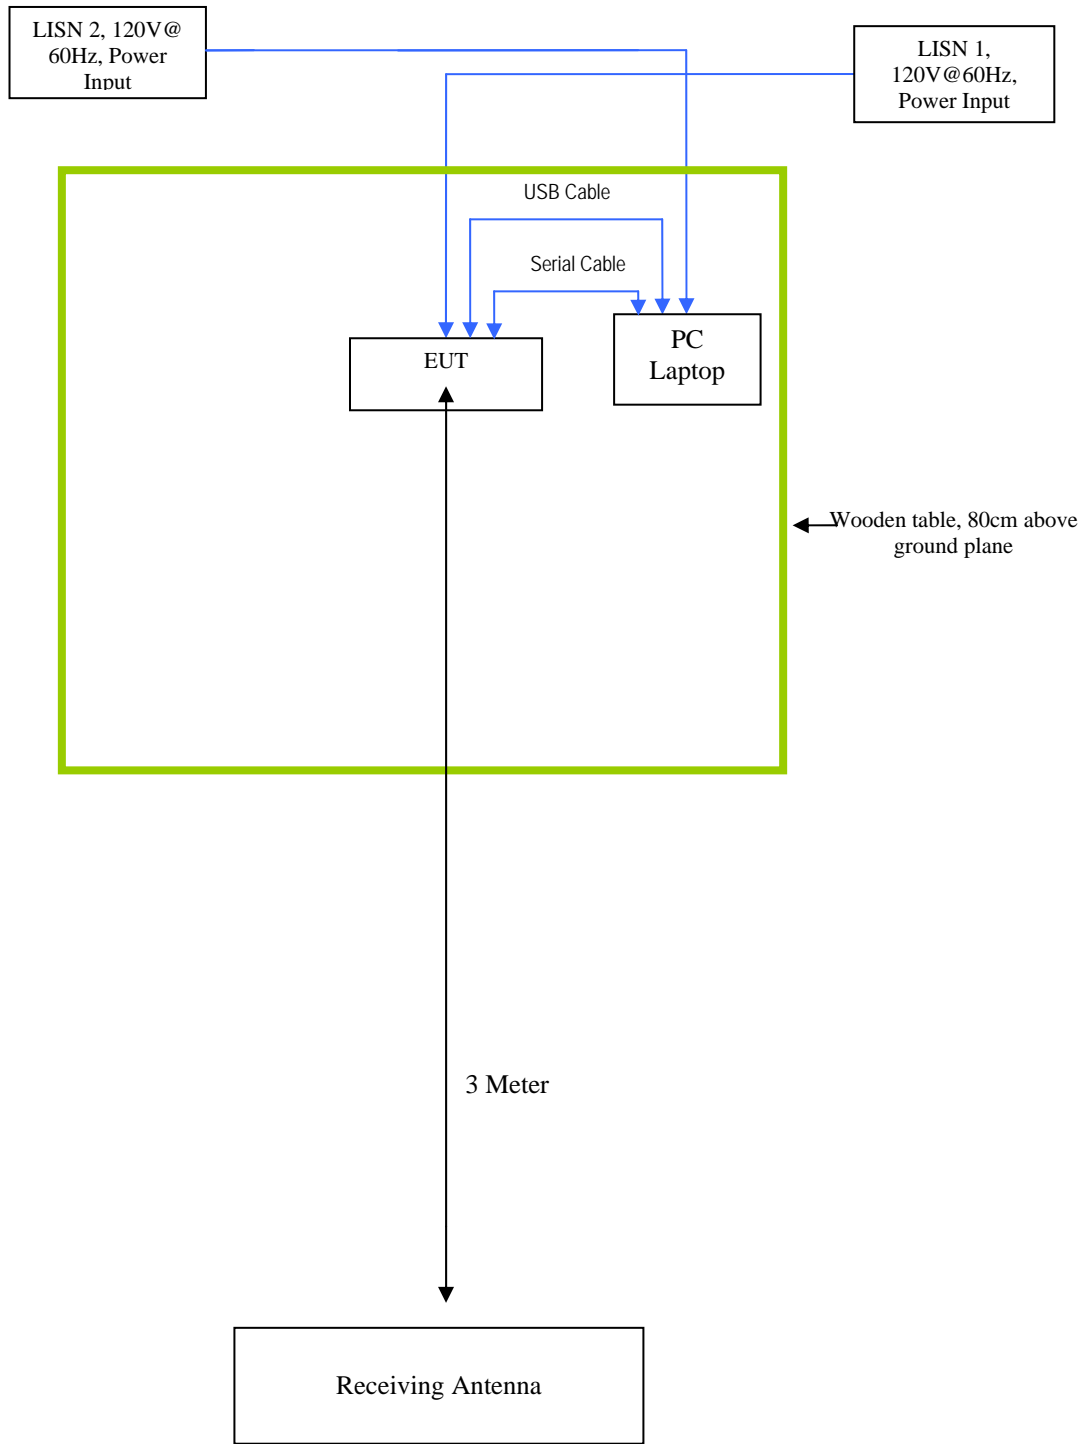 LISN 2, 120V@
60Hz, Power
Input
LISN 1,
120V@60Hz,
Power Input
USB Cable
Serial Cable
EUT
PC
Laptop
Wooden table, 80cm above
ground plane
3 Meter
Receiving Antenna